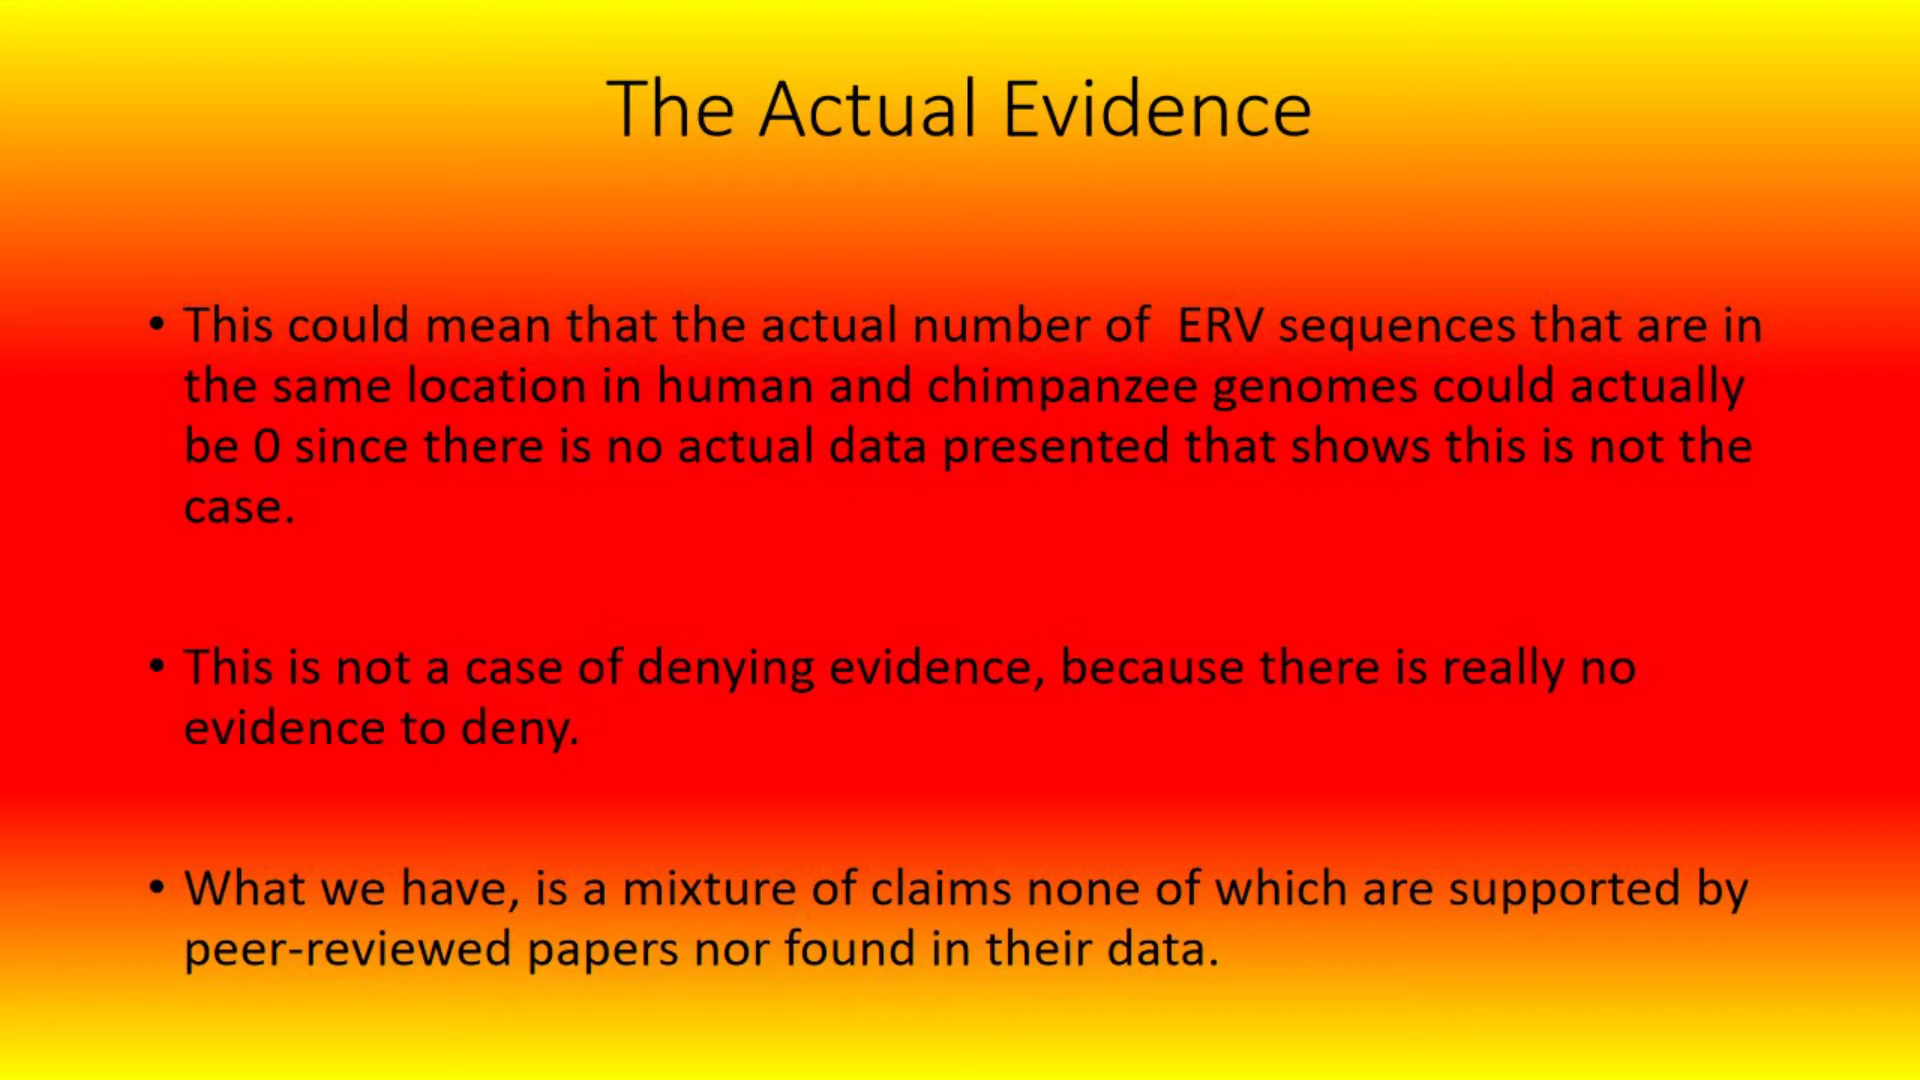 The Actual Evidence
• This could mean that the actual number of  ERV sequences that are in
the same location in human and chimpanzee genomes could actually
be 0 since there is no actual data presented that shows this is not the
case.
• This is not a case of denying evidence, because there is really no
evidence to deny.
• What we have, is a mixture of claims none of which are supported by
peer-reviewed papers nor found in their data.